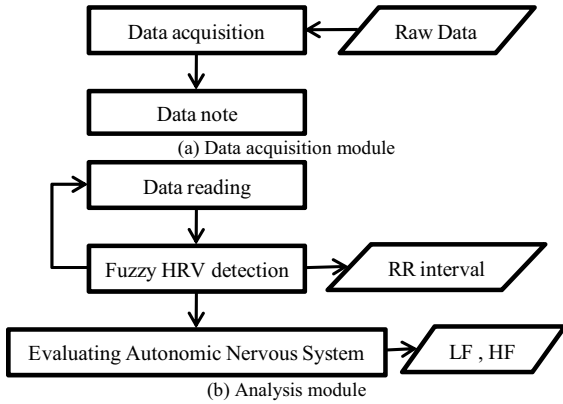 Data acquisition
Raw Data
Data note
(a) Data acquisition module
Data reading
Fuzzy HRV detection
RR interval
Evaluating Autonomic Nervous System
LF , HF
(b) Analysis module